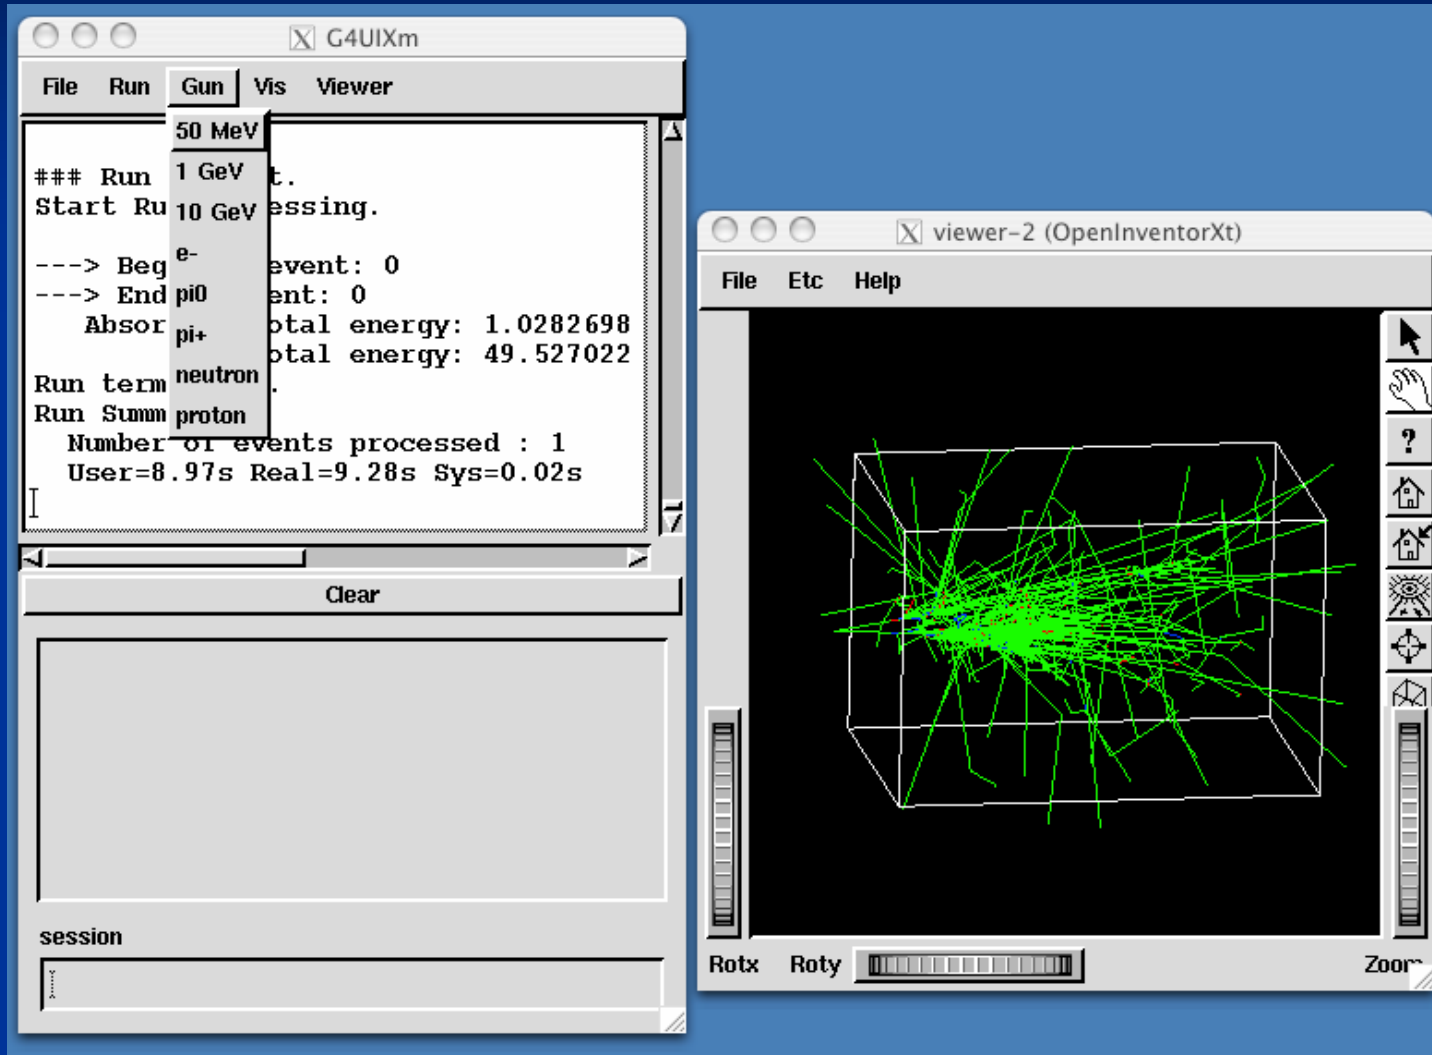 G4UIXm
File Run Gun Vis Viewer
50 MeV
1 GeV
10 GeV
e-
pi0
pi+
neutron
proton
### Run t.
Start Ru essing.
---> Beg event: 0
---> End ent: 0
Absor otal energy: 1.0282698
otal energy: 49.527022
Run term .
Run Summ
Number of events processed : 1
User=8.97s Real=9.28s Sys=0.02s
Clear
session
viewer-2 (OpenInventorXt)
File Etc Help
?
Rotx Roty Zoom